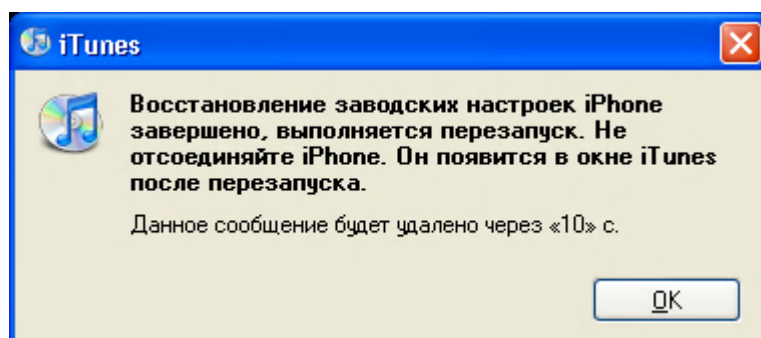 iTunes
Восстановление заводских настроек iPhone
завершено, выполняется перезапуск. Не
отсоединяйте iPhone. Он появится в окне iTunes
после перезапуска.
Данное сообщение будет удалено через «10» с.
OK